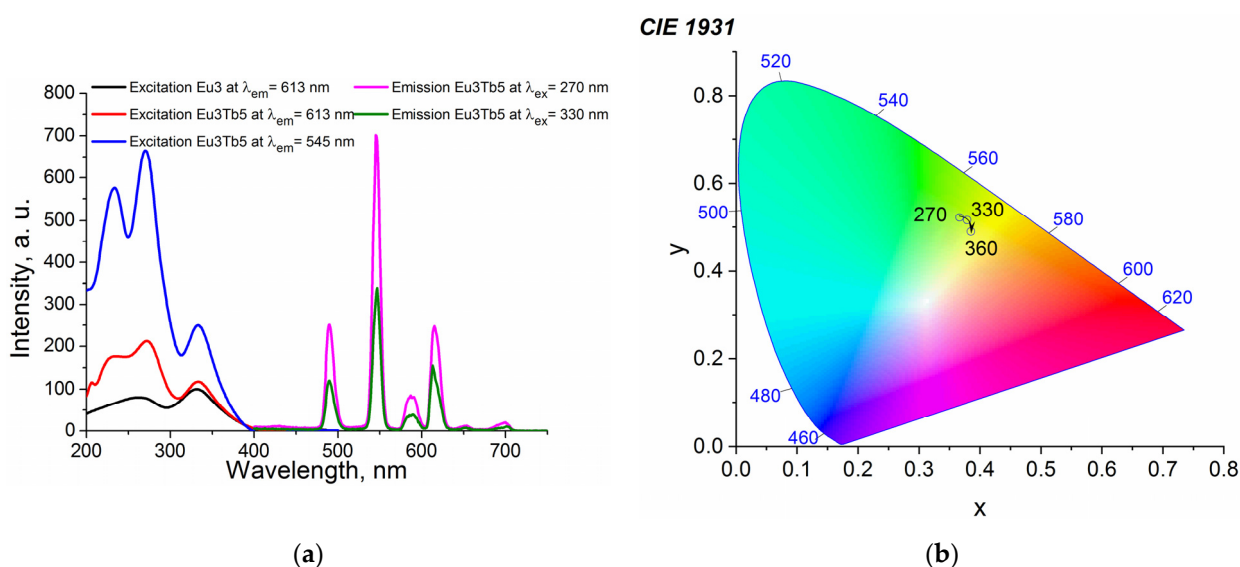 CIE 1931
Excitation Eu3 at λem= 613 nm
Excitation Eu3Tb5 at λem= 613 nm
Excitation Eu3Tb5 at λem= 545 nm
Emission Eu3Tb5 at λex= 270 nm
Emission Eu3Tb5 at λex= 330 nm
Intensity, a. u.
800
700
600
500
400
300
200
100
0
200 300 400 500 600 700
Wavelength, nm
(a)
y
0.8
0.6
0.4
0.2
0.0
0.0 0.1 0.2 0.3 0.4 0.5 0.6 0.7 0.8
x
520
540
560
500
270 330
580
360
600
620
480
460
(b)